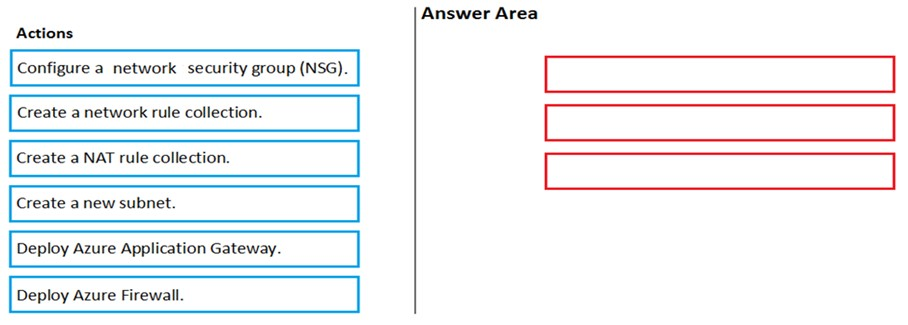 Answer Area
Actions
Configure a network security group (NSG).
Create a network rule collection.
Create a NAT rule collection.
Create a new subnet.
Deploy Azure Application Gateway.
Deploy Azure Firewall.